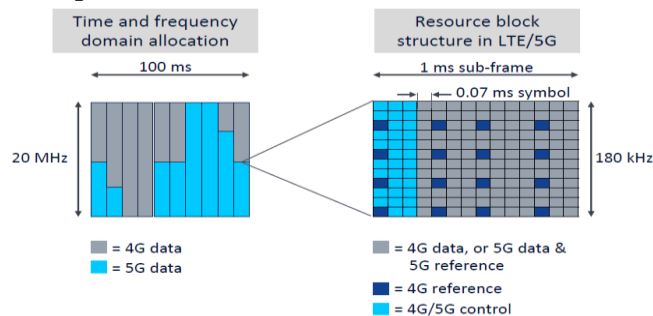 Time and frequency
domain allocation
Resource block
structure in LTE/5G
100 ms
1 ms sub-frame
0.07 ms symbol
20 MHz
180 kHz
= 4G data
= 5G data
= 4G data, or 5G data &
5G reference
= 4G reference
= 4G/5G control